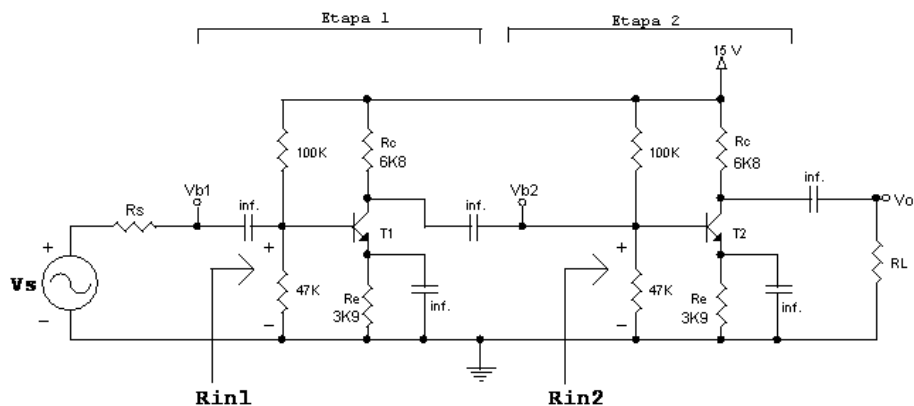 Etapa 1
Etapa 2
15 V
100K
Rc
6K8
100K
Rc
6K8
Vb1
inf.
Vb2
inf.
inf.
Vo
Rs
T1
T2
+
Vs
-
+
47K
-
Re
3K9
inf.
+
47K
-
Re
3K9
inf.
RL
Rin1
Rin2